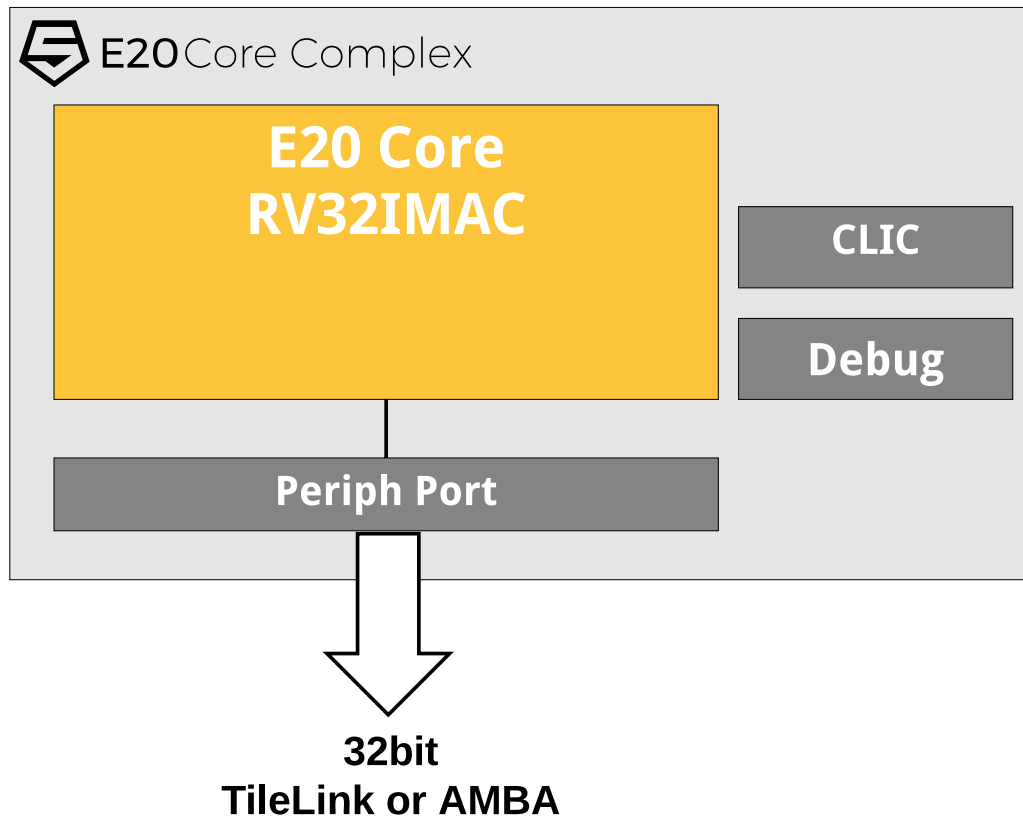 E20 Core Complex
E20 Core
RV32IMAC
CLIC
Debug
Periph Port
32bit
TileLink or AMBA